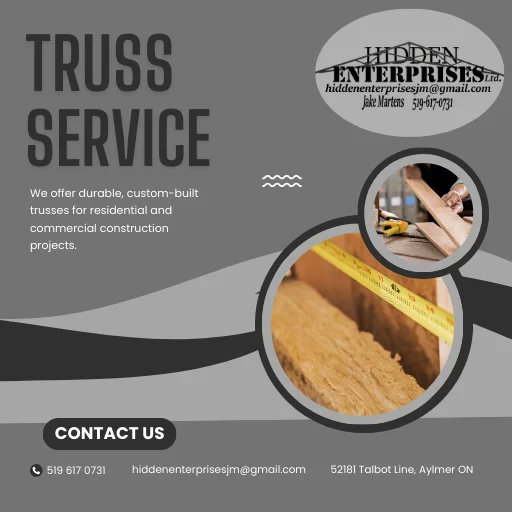 TRUSS
SERVICE
HIDDEN
ENTERPRISES Ltd.
hiddenenterprisesjm@gmail.com
Jake Martens 519-617-0731
We offer durable, custom-built
trusses for residential and
commercial construction
projects.
CONTACT US
519 617 0731
hiddenenterprisesjm@gmail.com
52181 Talbot Line, Aylmer ON